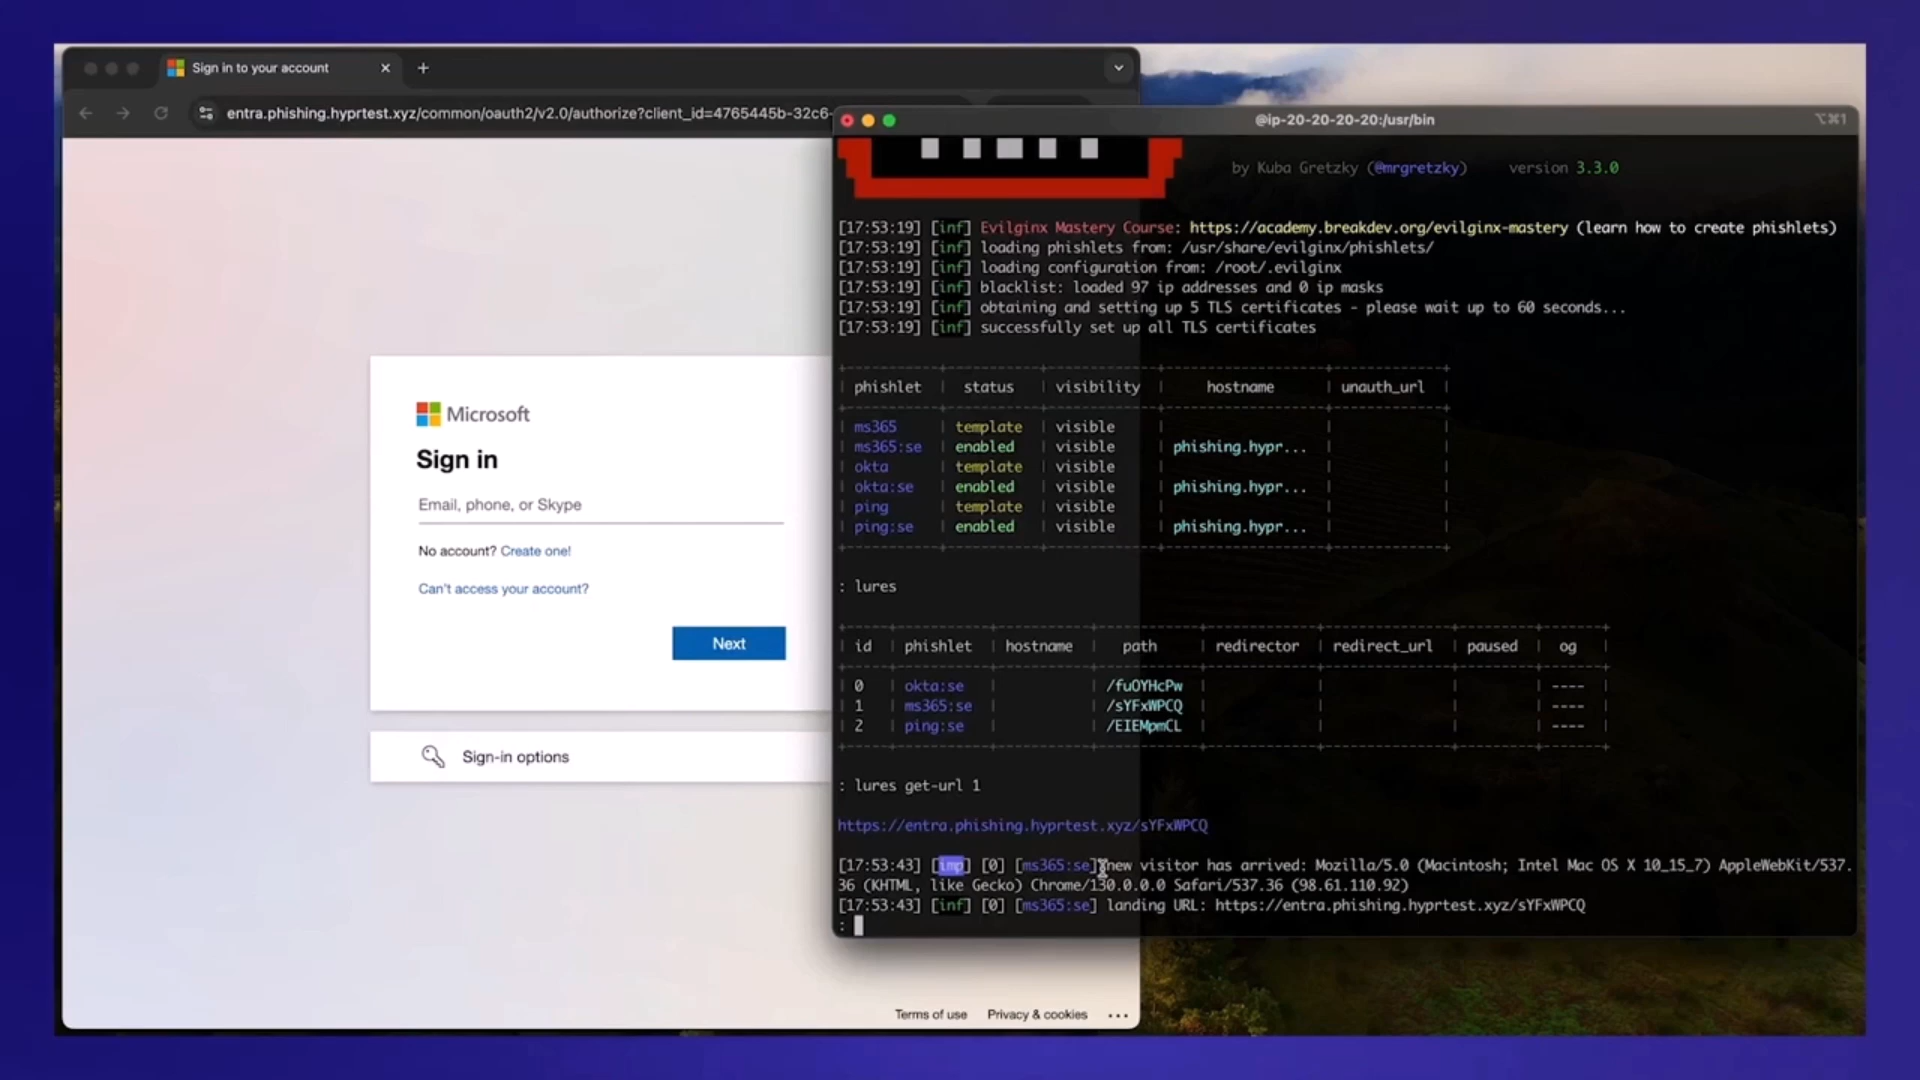 Sign in to your account
entra.phishing.hyprtest.xyz/common/oauth2/v2.0/authorize?client_id=4765445b-32c6-
Microsoft
Sign in
Email, phone, or Skype
No account? Create one!
Can't access your account?
Next
Sign-in options
Terms of use Privacy & cookies ...
@ip-20-20-20-20:/usr/bin
⌥⌘1
by Kuba Gretzky (@mrgretzky) version 3.3.0
[17:53:19] [inf] Evilginx Mastery Course: https://academy.breakdev.org/evilginx-mastery (learn how to create phishlets)
[17:53:19] [inf] loading phishlets from: /usr/share/evilginx/phishlets/
[17:53:19] [inf] loading configuration from: /root/.evilginx
[17:53:19] [inf] blacklist: loaded 97 ip addresses and 0 ip masks
[17:53:19] [inf] obtaining and setting up 5 TLS certificates - please wait up to 60 seconds...
[17:53:19] [inf] successfully set up all TLS certificates
phishlet | status | visibility | hostname | unauth_url
ms365 | template | visible
ms365:se | enabled | visible | phishing.hypr...
okta | template | visible
okta:se | enabled | visible | phishing.hypr...
ping | template | visible
ping:se | enabled | visible | phishing.hypr...
: lures
id | phishlet | hostname | path | redirector | redirect_url | paused | og
0 | okta:se | /fuOYHcPw | ----
1 | ms365:se | /sYFxWPCQ | ----
2 | ping:se | /EIEMpmCL | ----
: lures get-url 1
https://entra.phishing.hyprtest.xyz/sYFxWPCQ
[17:53:43] [imp] [0] [ms365:se] new visitor has arrived: Mozilla/5.0 (Macintosh; Intel Mac OS X 10_15_7) AppleWebKit/537.
36 (KHTML, like Gecko) Chrome/130.0.0.0 Safari/537.36 (98.61.110.92)
[17:53:43] [inf] [0] [ms365:se] landing URL: https://entra.phishing.hyprtest.xyz/sYFxWPCQ
: